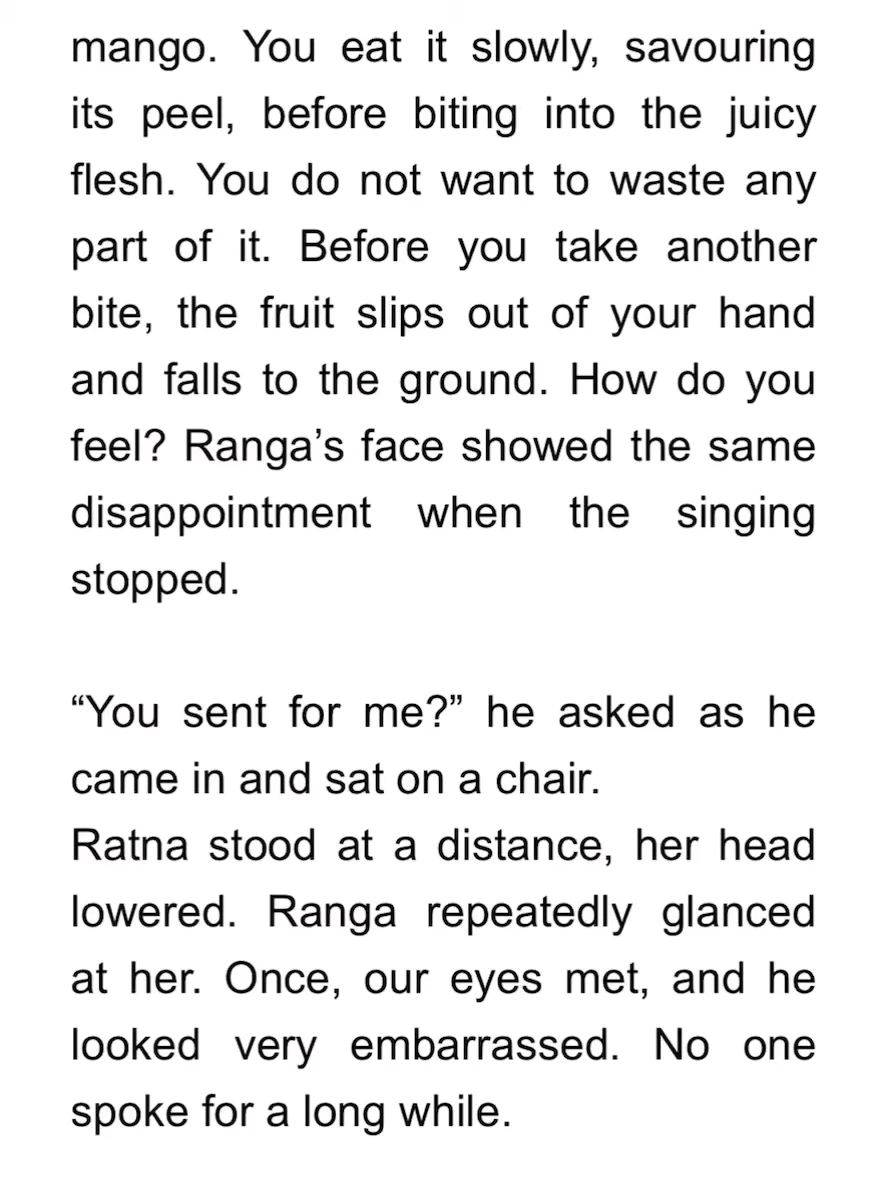 mango. You eat it slowly, savouring
its peel, before biting into the juicy
flesh. You do not want to waste any
part of it. Before you take another
bite, the fruit slips out of your hand
and falls to the ground. How do you
feel? Ranga’s face showed the same
disappointment when the singing
stopped.
“You sent for me?” he asked as he
came in and sat on a chair.
Ratna stood at a distance, her head
lowered. Ranga repeatedly glanced
at her. Once, our eyes met, and he
looked very embarrassed. No one
spoke for a long while.